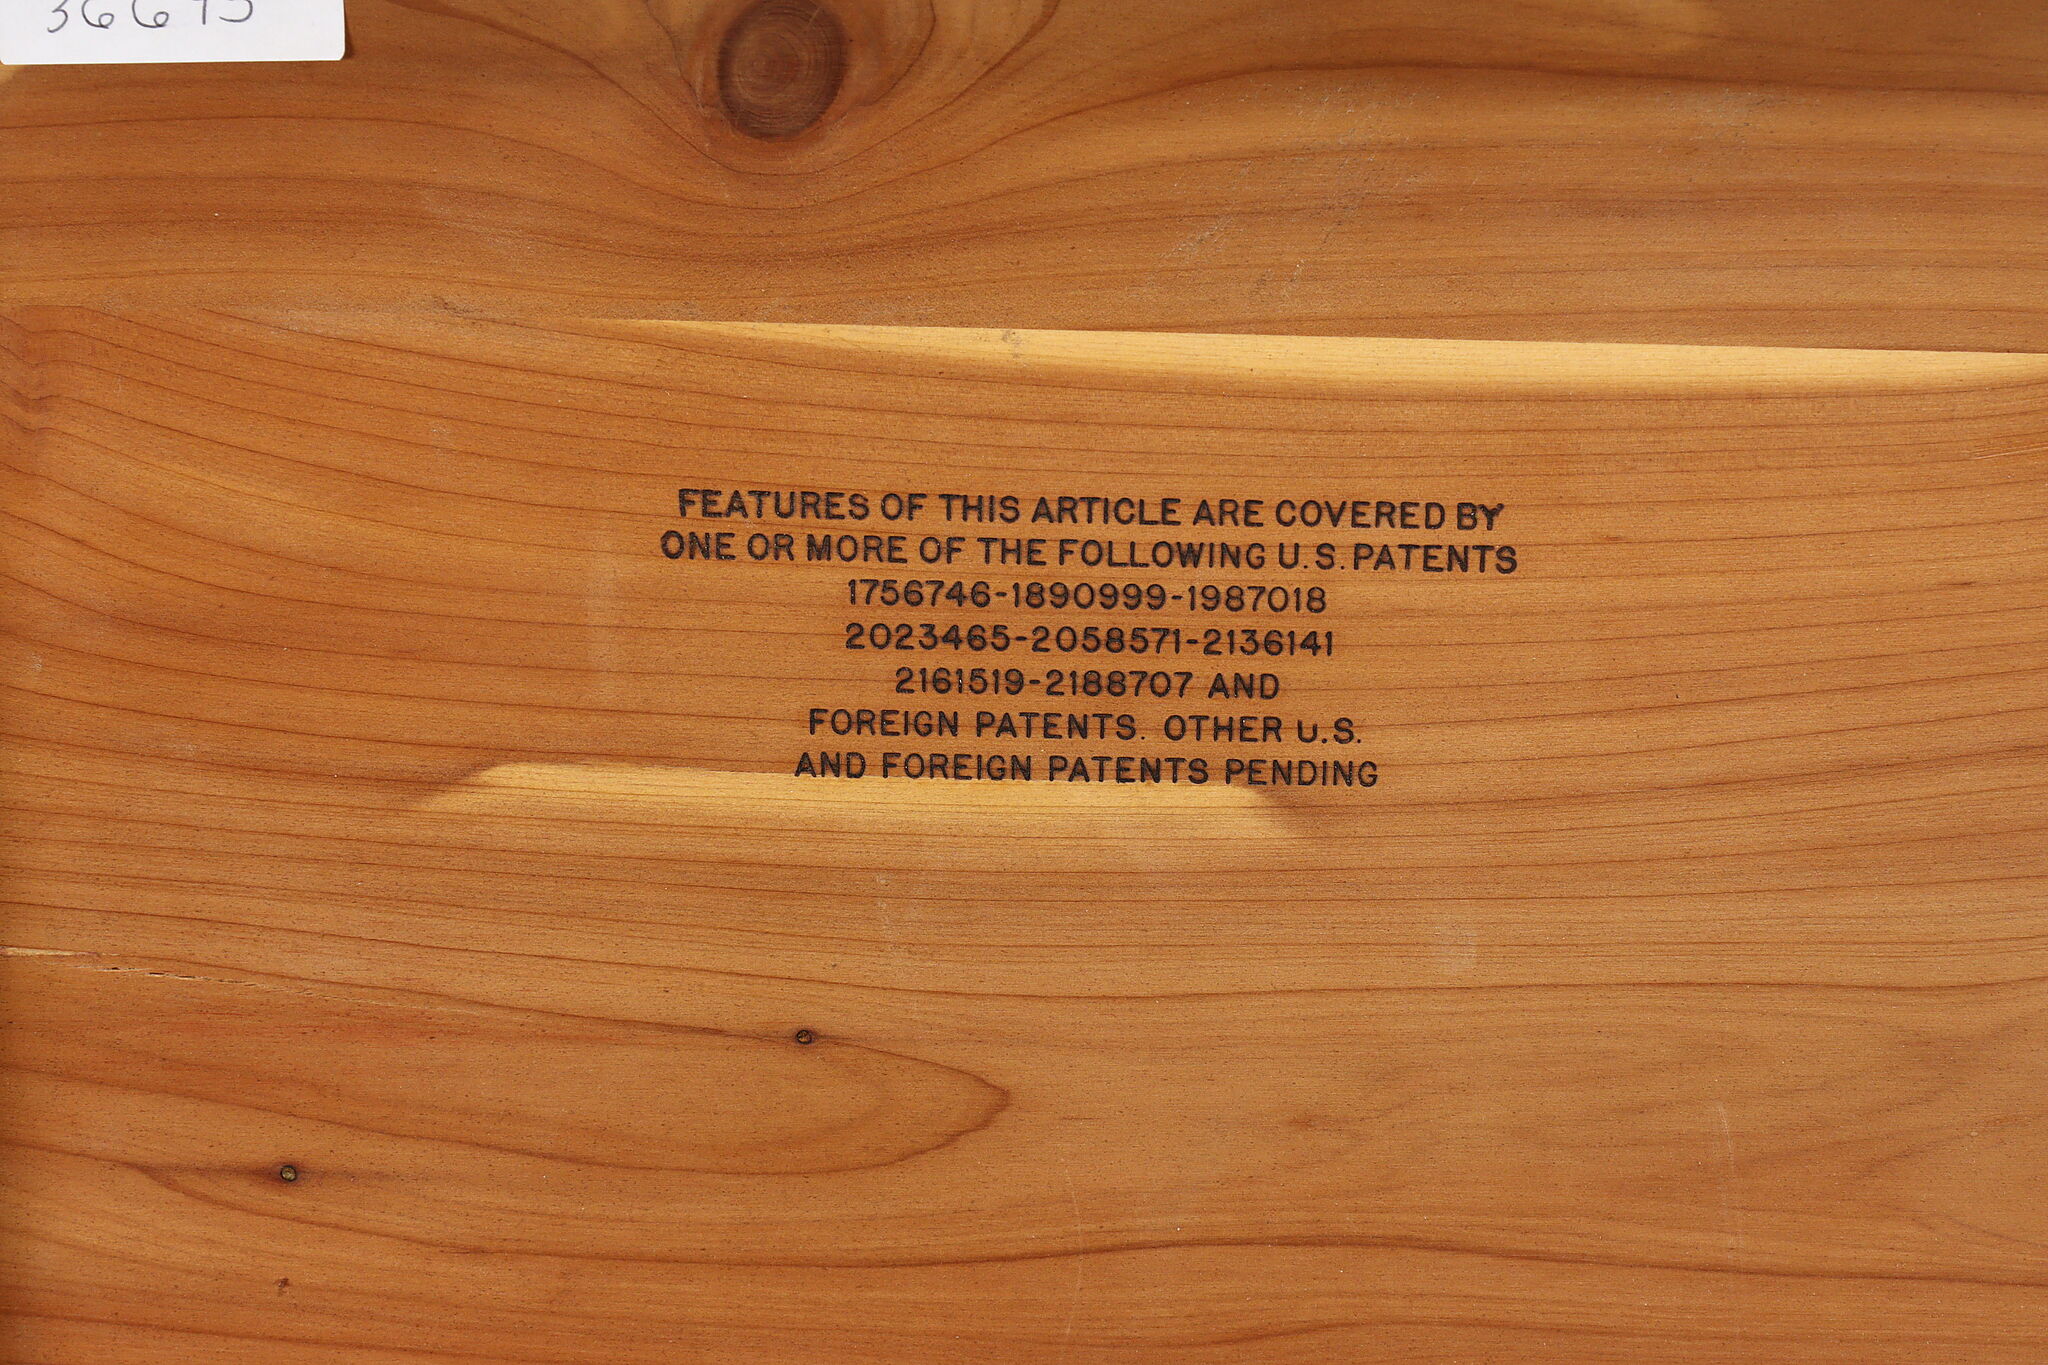 FEATURES OF THIS ARTICLE ARE COVERED BY
ONE OR MORE OF THE FOLLOWING U.S. PATENTS
1756746-1890999-1987018
2023465-2058571-2136141
2161519-2188707 AND
FOREIGN PATENTS. OTHER U.S.
AND FOREIGN PATENTS PENDING